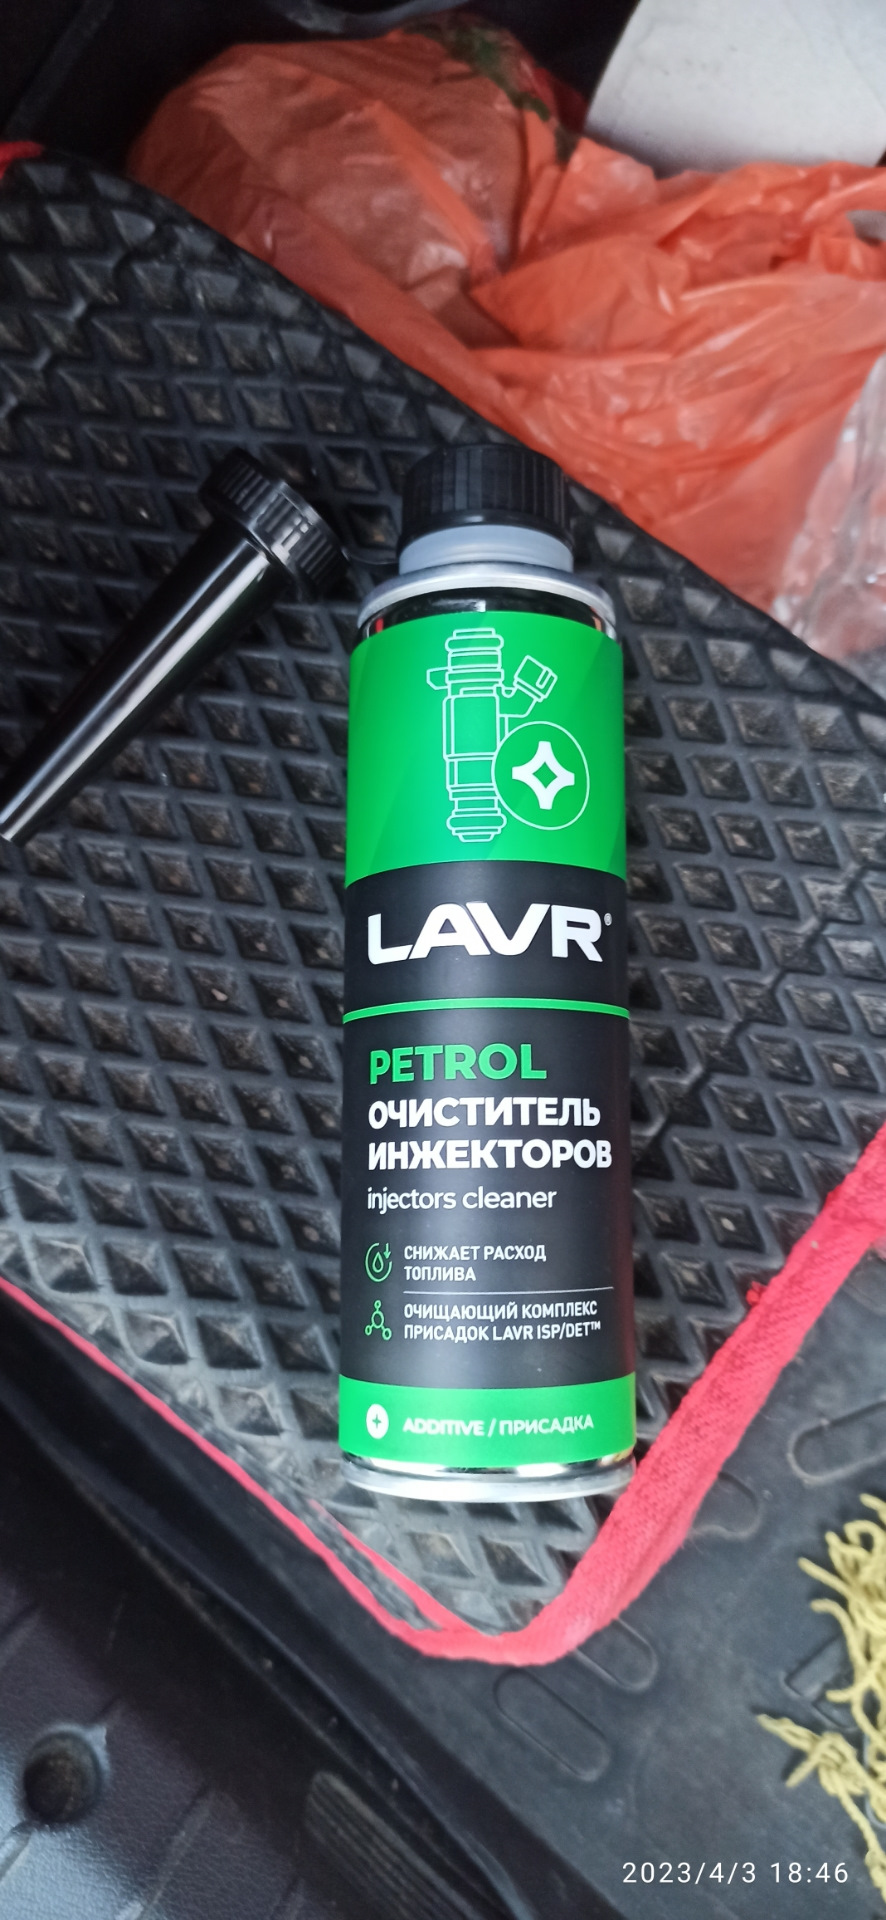 LAVR®
PETROL
ОЧИСТИТЕЛЬ
ИНЖЕКТОРОВ
injectors cleaner
СНИЖАЕТ РАСХОД
ТОПЛИВА
ОЧИЩАЮЩИЙ КОМПЛЕКС
ПРИСАДОК LAVR ISP/DET™
ADDITIVE / ПРИСАДКА
2023/4/3 18:46